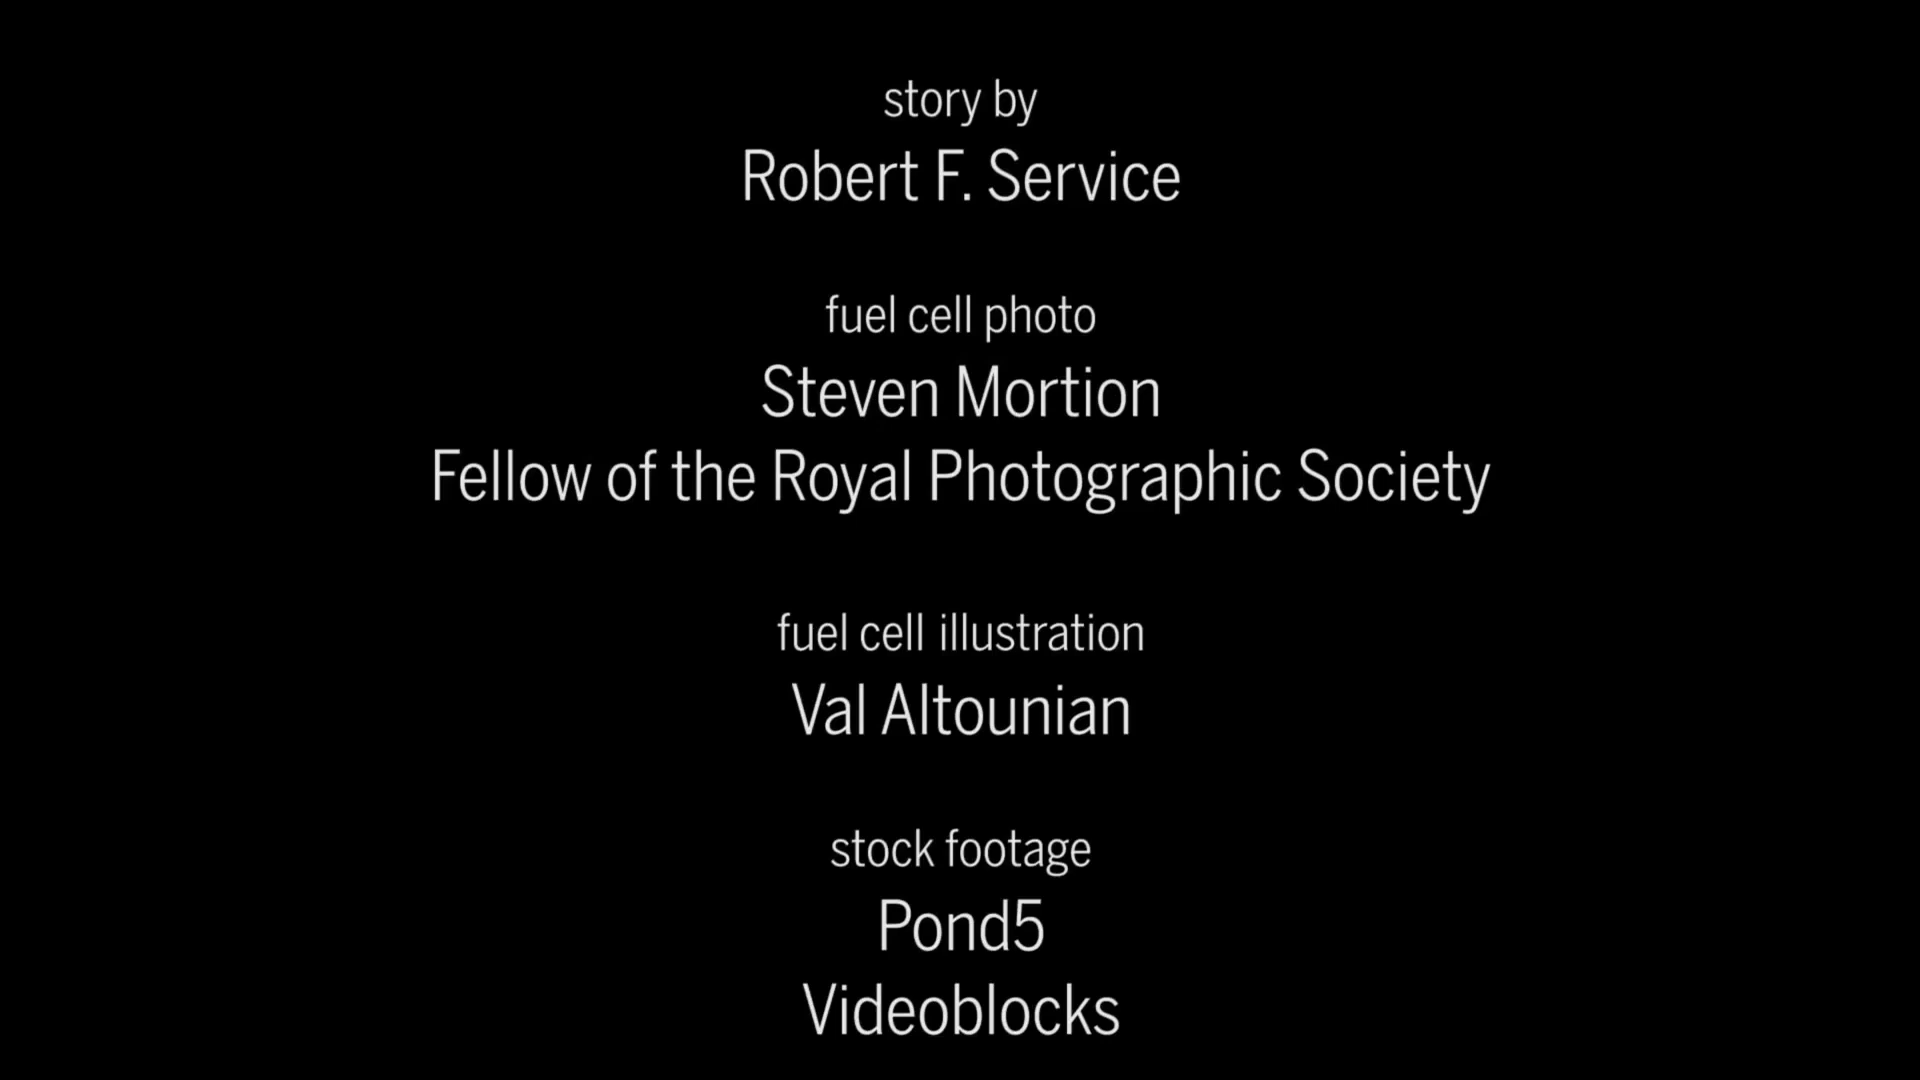 story by
Robert F. Service
fuel cell photo
Steven Mortion
Fellow of the Royal Photographic Society
fuel cell illustration
Val Altounian
stock footage
Pond5
Videoblocks